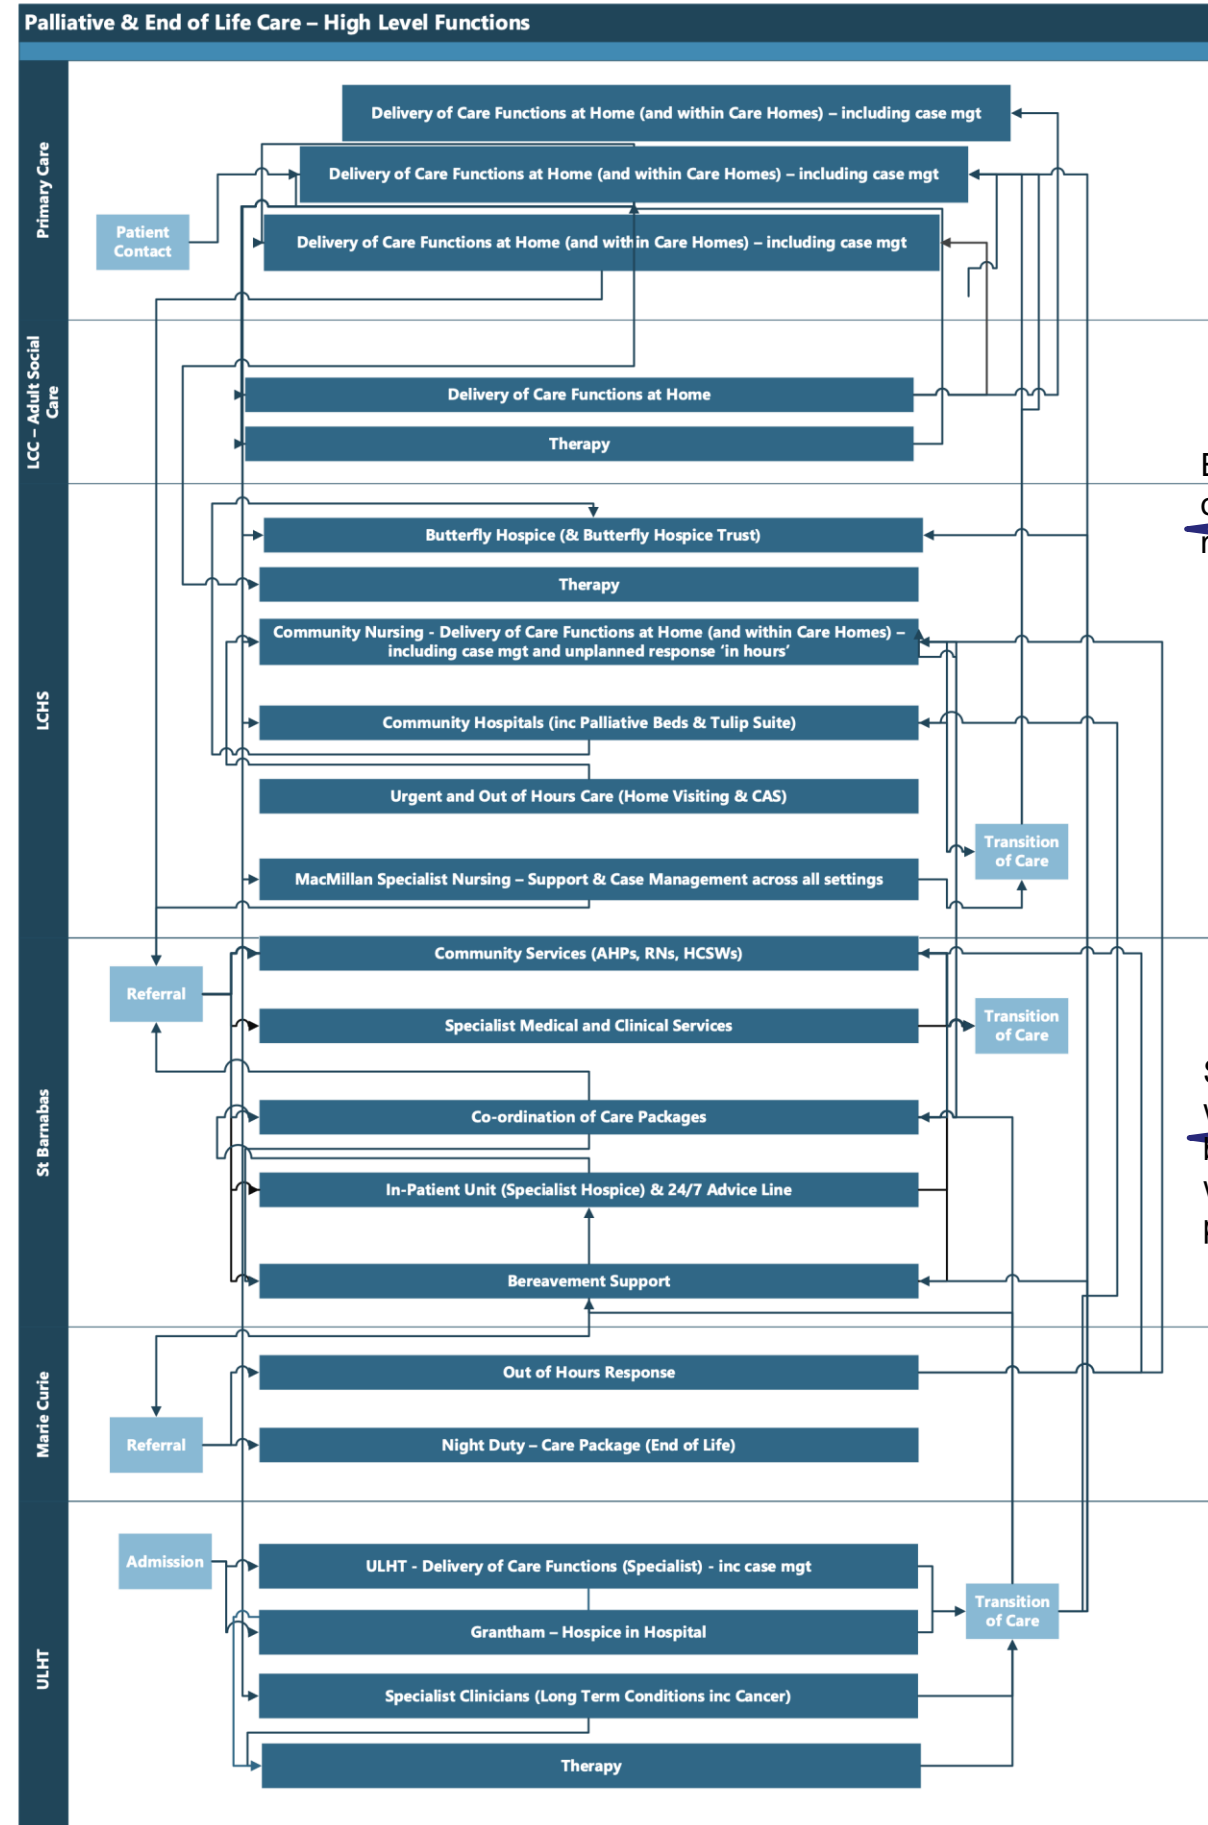 Palliative & End of Life Care – High Level Functions
Primary Care
Delivery of Care Functions at Home (and within Care Homes) – including case mgt
Delivery of Care Functions at Home (and within Care Homes) – including case mgt
Patient
Contact
Delivery of Care Functions at Home (and within Care Homes) – including case mgt
LCC – Adult Social
Care
Delivery of Care Functions at Home
Therapy
LCHS
Butterfly Hospice (& Butterfly Hospice Trust)
Therapy
Community Nursing - Delivery of Care Functions at Home (and within Care Homes) –
including case mgt and unplanned response ‘in hours’
Community Hospitals (inc Palliative Beds & Tulip Suite)
Urgent and Out of Hours Care (Home Visiting & CAS)
Transition
of Care
MacMillan Specialist Nursing – Support & Case Management across all settings
St Barnabas
Community Services (AHPs, RNs, HCSWs)
Referral
Specialist Medical and Clinical Services
Transition
of Care
Co-ordination of Care Packages
In-Patient Unit (Specialist Hospice) & 24/7 Advice Line
Bereavement Support
Marie Curie
Out of Hours Response
Referral
Night Duty – Care Package (End of Life)
ULHT
Admission
ULHT - Delivery of Care Functions (Specialist) - inc case mgt
Transition
of Care
Grantham – Hospice in Hospital
Specialist Clinicians (Long Term Conditions inc Cancer)
Therapy